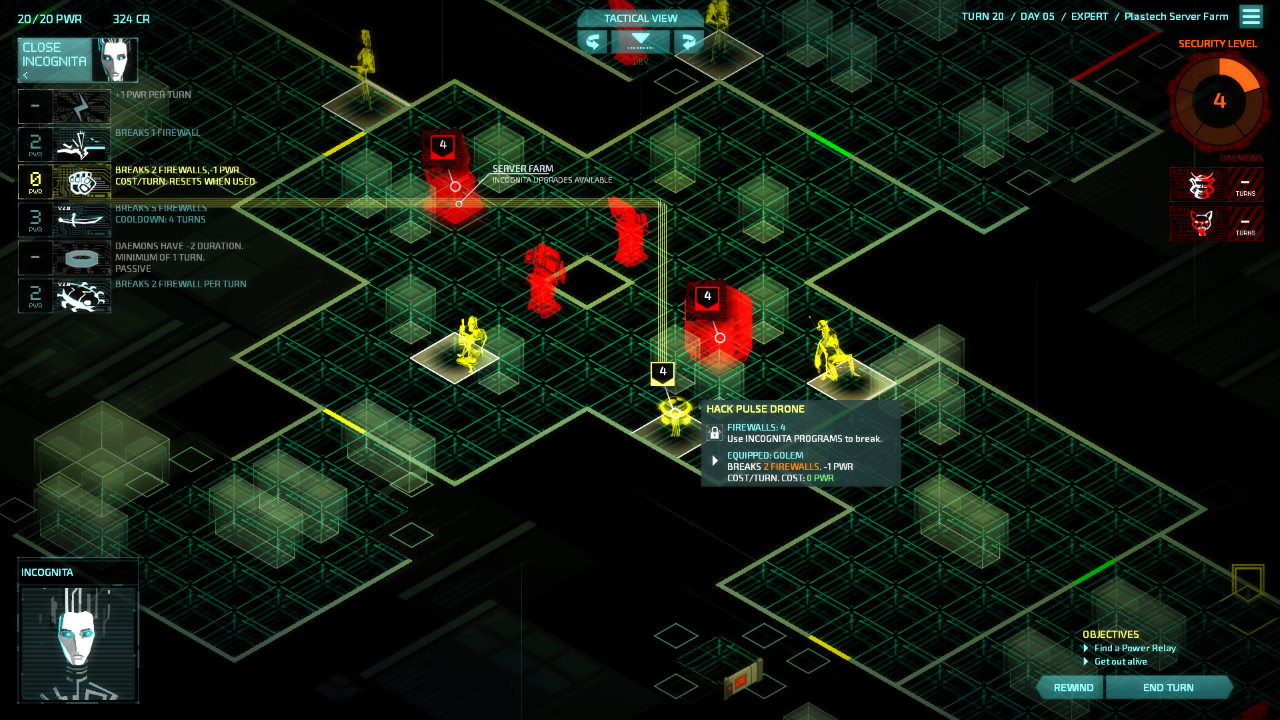 20/20 PWR
324 CR
TACTICAL VIEW
TURN 20 / DAY 05 / EXPERT / Plastech Server Farm
CLOSE
INCOGNITA
<
SECURITY LEVEL
4
DAEMONS
-
TURNS
-
TURNS
-
+1 PWR PER TURN
2
PWR
BREAKS 1 FIREWALL
0
PWR
BREAKS 2 FIREWALLS, -1 PWR
COST/TURN. RESETS WHEN USED
3
PWR
BREAKS 5 FIREWALLS
COOLDOWN: 4 TURNS
-
DAEMONS HAVE -2 DURATION.
MINIMUM OF 1 TURN.
PASSIVE
V 2.0
2
PWR
BREAKS 2 FIREWALL PER TURN
4
SERVER FARM
INCOGNITA UPGRADES AVAILABLE
4
4
HACK PULSE DRONE
FIREWALLS: 4
Use INCOGNITA PROGRAMS to break.
EQUIPPED: GOLEM
BREAKS 2 FIREWALLS. -1 PWR
COST/TURN. COST: 0 PWR
INCOGNITA
OBJECTIVES
Find a Power Relay
Get out alive
REWIND
END TURN